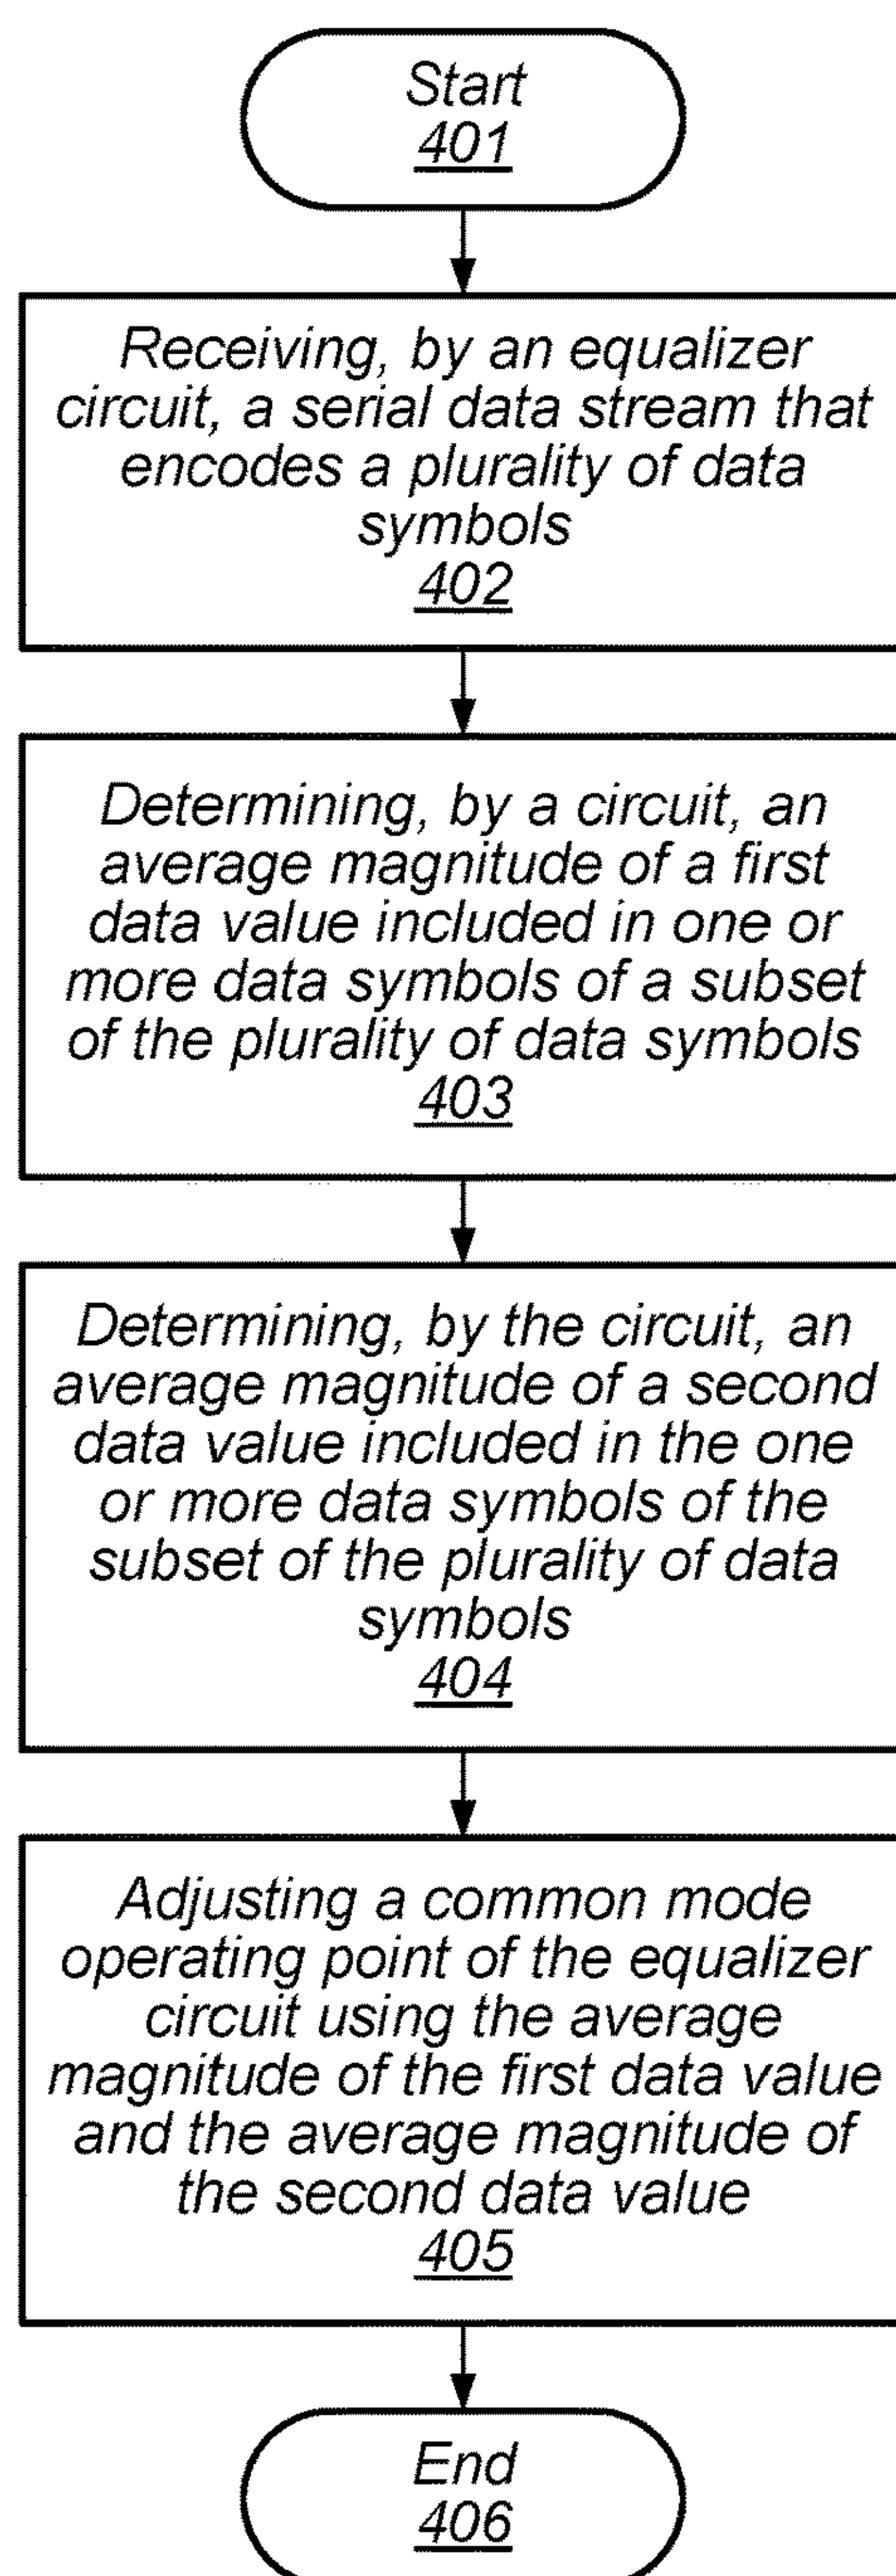 Start
401
Receiving, by an equalizer
circuit, a serial data stream that
encodes a plurality of data
symbols
402
Determining, by a circuit, an
average magnitude of a first
data value included in one or
more data symbols of a subset
of the plurality of data symbols
403
Determining, by the circuit, an
average magnitude of a second
data value included in the one
or more data symbols of the
subset of the plurality of data
symbols
404
Adjusting a common mode
operating point of the equalizer
circuit using the average
magnitude of the first data value
and the average magnitude of
the second data value
405
End
406